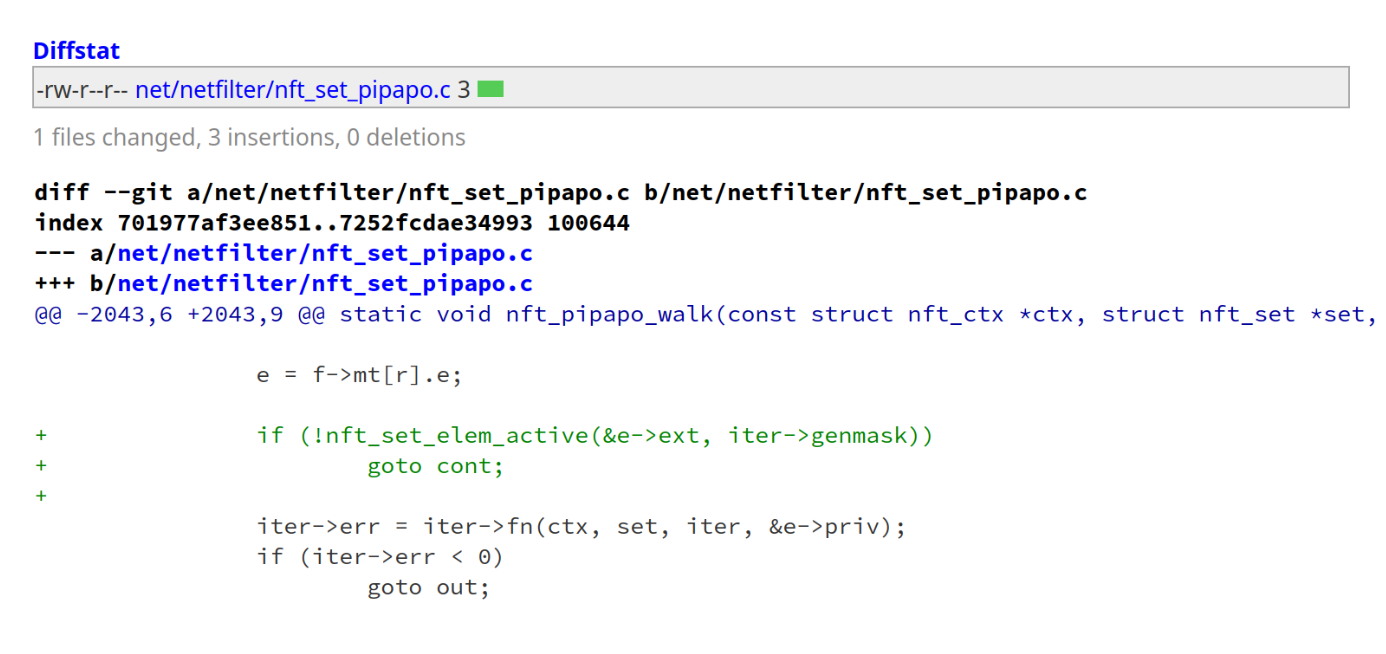 Diffstat
-rw-r--r-- net/netfilter/nft_set_pipapo.c 3
1 files changed, 3 insertions, 0 deletions
diff --git a/net/netfilter/nft_set_pipapo.c b/net/netfilter/nft_set_pipapo.c
index 701977af3ee851..7252fcdae34993 100644
--- a/net/netfilter/nft_set_pipapo.c
+++ b/net/netfilter/nft_set_pipapo.c
@@ -2043,6 +2043,9 @@ static void nft_pipapo_walk(const struct nft_ctx *ctx, struct nft_set *set,
e = f->mt[r].e;
+ if (!nft_set_elem_active(&e->ext, iter->genmask))
+ goto cont;
+
iter->err = iter->fn(ctx, set, iter, &e->priv);
if (iter->err < 0)
goto out;